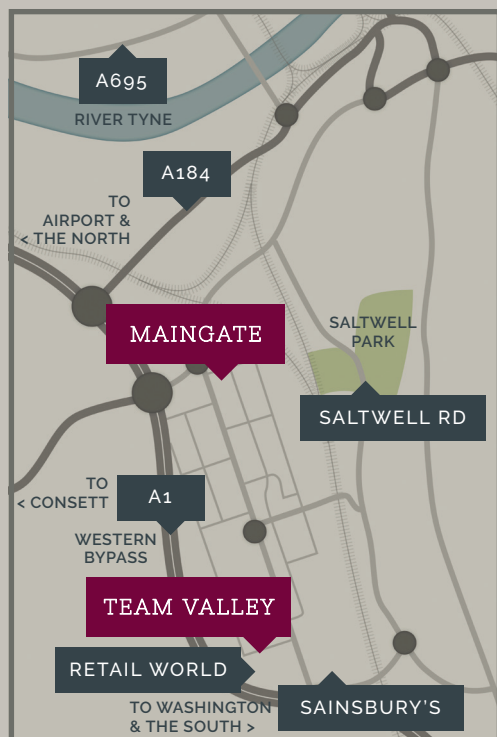 A695
RIVER TYNE
A184
TO
AIRPORT &
< THE NORTH
MAINGATE
SALTWELL
PARK
SALTWELL RD
TO
< CONSETT
A1
WESTERN
BYPASS
TEAM VALLEY
RETAIL WORLD
TO WASHINGTON
& THE SOUTH >
SAINSBURY'S